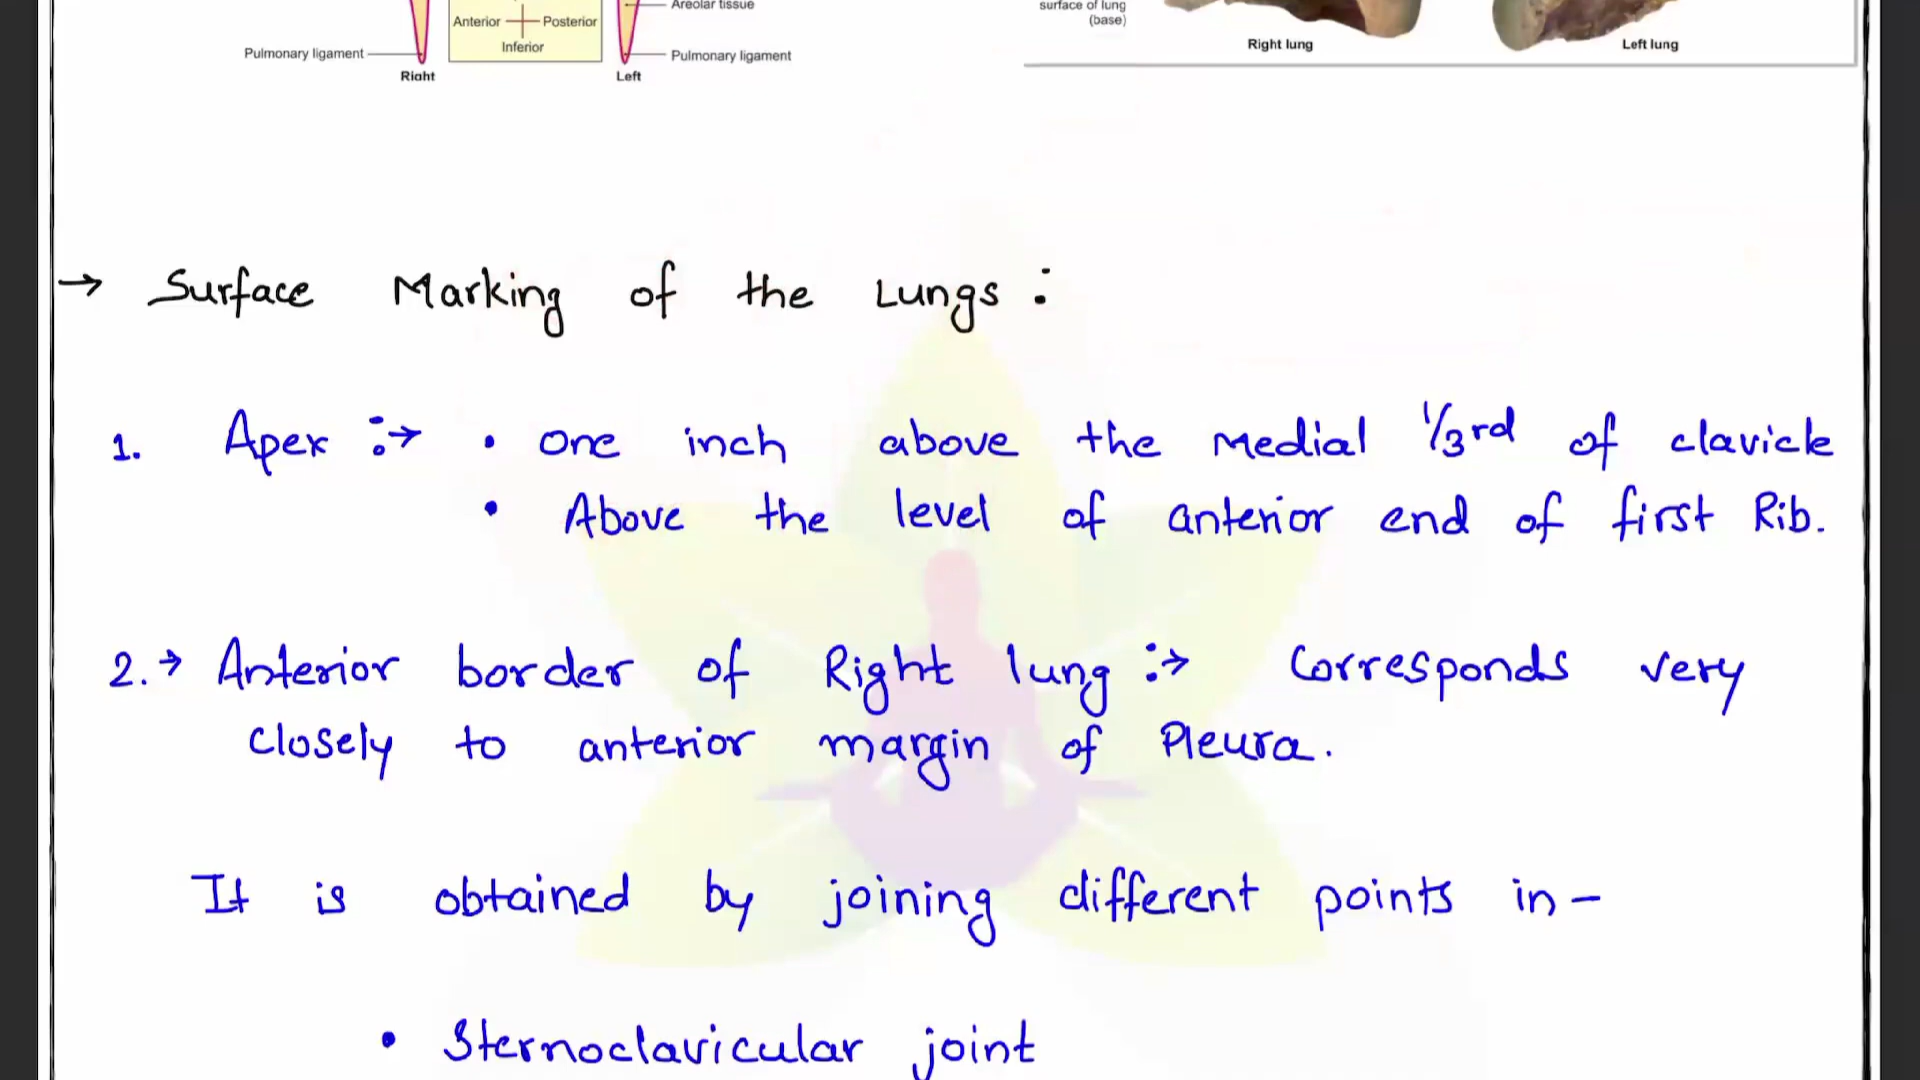 Areolar tissue
surface of lung
(base)
Anterior Posterior
Inferior
Right lung
Left lung
Pulmonary ligament
Pulmonary ligament
Right
Left
→ Surface Marking of the Lungs :
1. Apex :→ • One inch above the Medial 1/3rd of clavicle
• Above the level of anterior end of first Rib.
2. → Anterior border of Right lung :→ Corresponds very
closely to anterior margin of Pleura.
It is obtained by joining different points in -
• Sternoclavicular joint